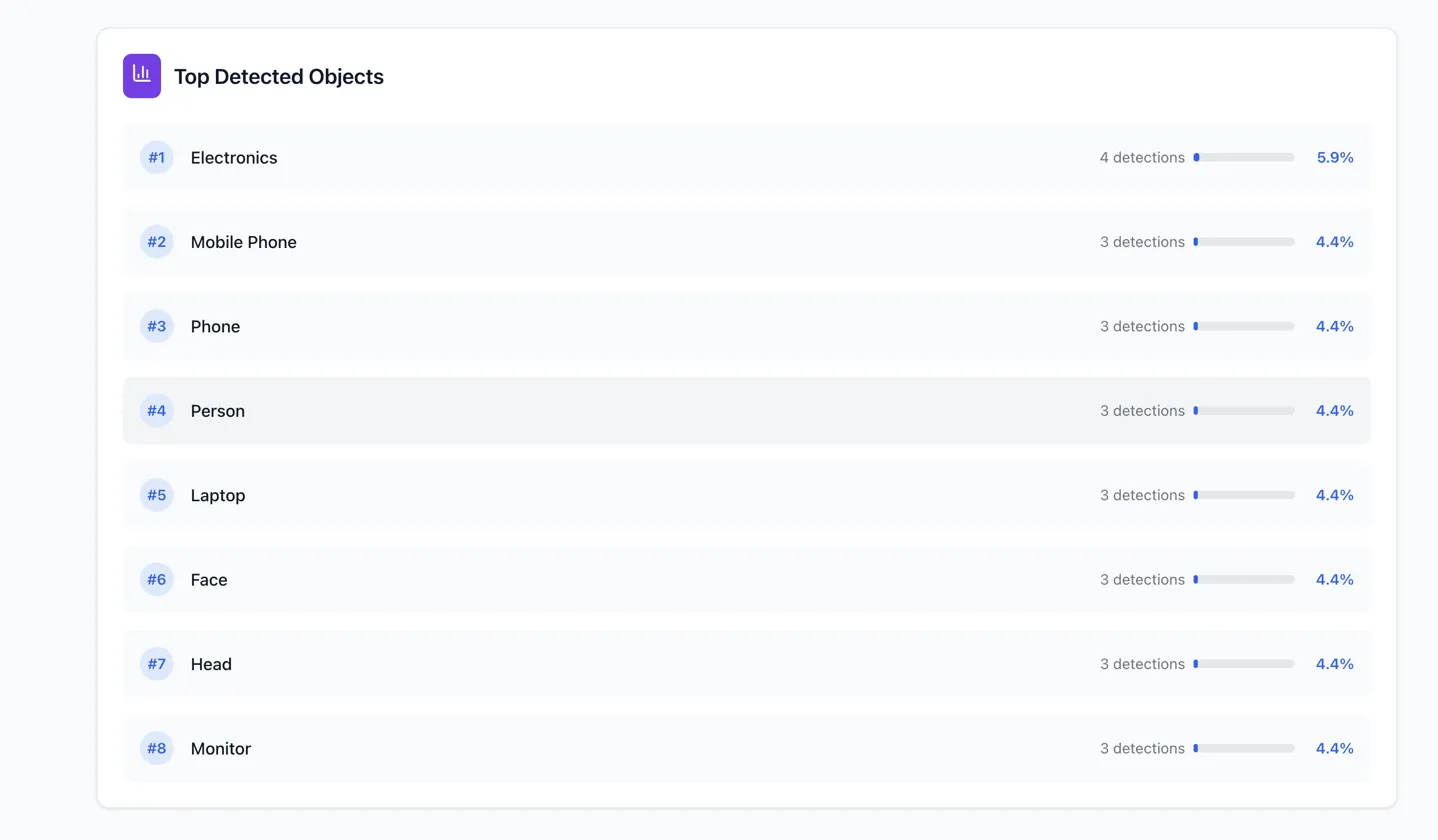 Top Detected Objects
#1 Electronics 4 detections 5.9%
#2 Mobile Phone 3 detections 4.4%
#3 Phone 3 detections 4.4%
#4 Person 3 detections 4.4%
#5 Laptop 3 detections 4.4%
#6 Face 3 detections 4.4%
#7 Head 3 detections 4.4%
#8 Monitor 3 detections 4.4%